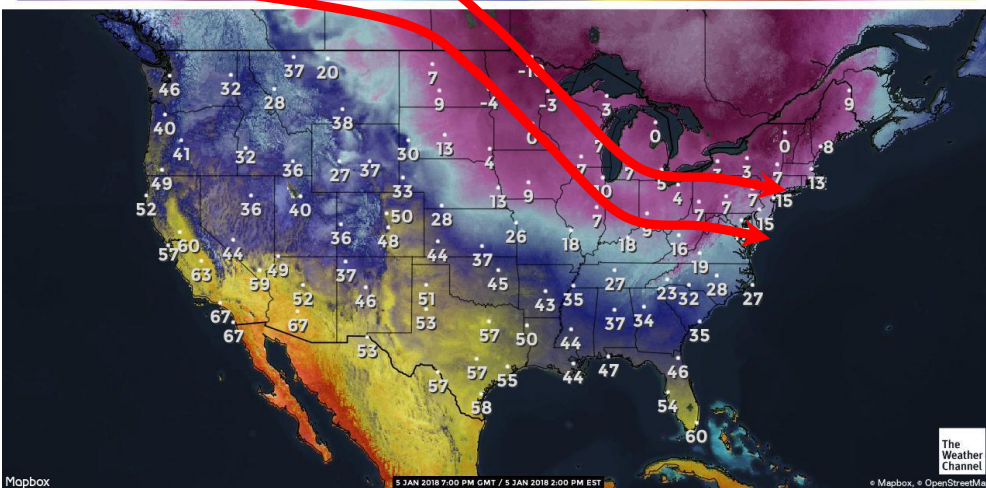 37 20
46 32 28
7 -10
9 -4 -3 3 9
38
40
41 32 36 27 37
30 13 4 0 7 0 0 8
49 52 36 40 33
13 9 7 10 7 5 4 3 7 7 7 13 15
50 28
48 36
26 7 9 7 15
57 60 44 44 18 18 16
63 59 49 37 37 19
52 46 45 27 23 32 28 27
51 43 35
67 67 67 53 37 34 35
53 57 50 44
57 57 55 44 47 46
58 54
60
The
Weather
Channel
Mapbox
5 JAN 2018 7:00 PM GMT / 5 JAN 2018 2:00 PM EST
© Mapbox, © OpenStreetMa